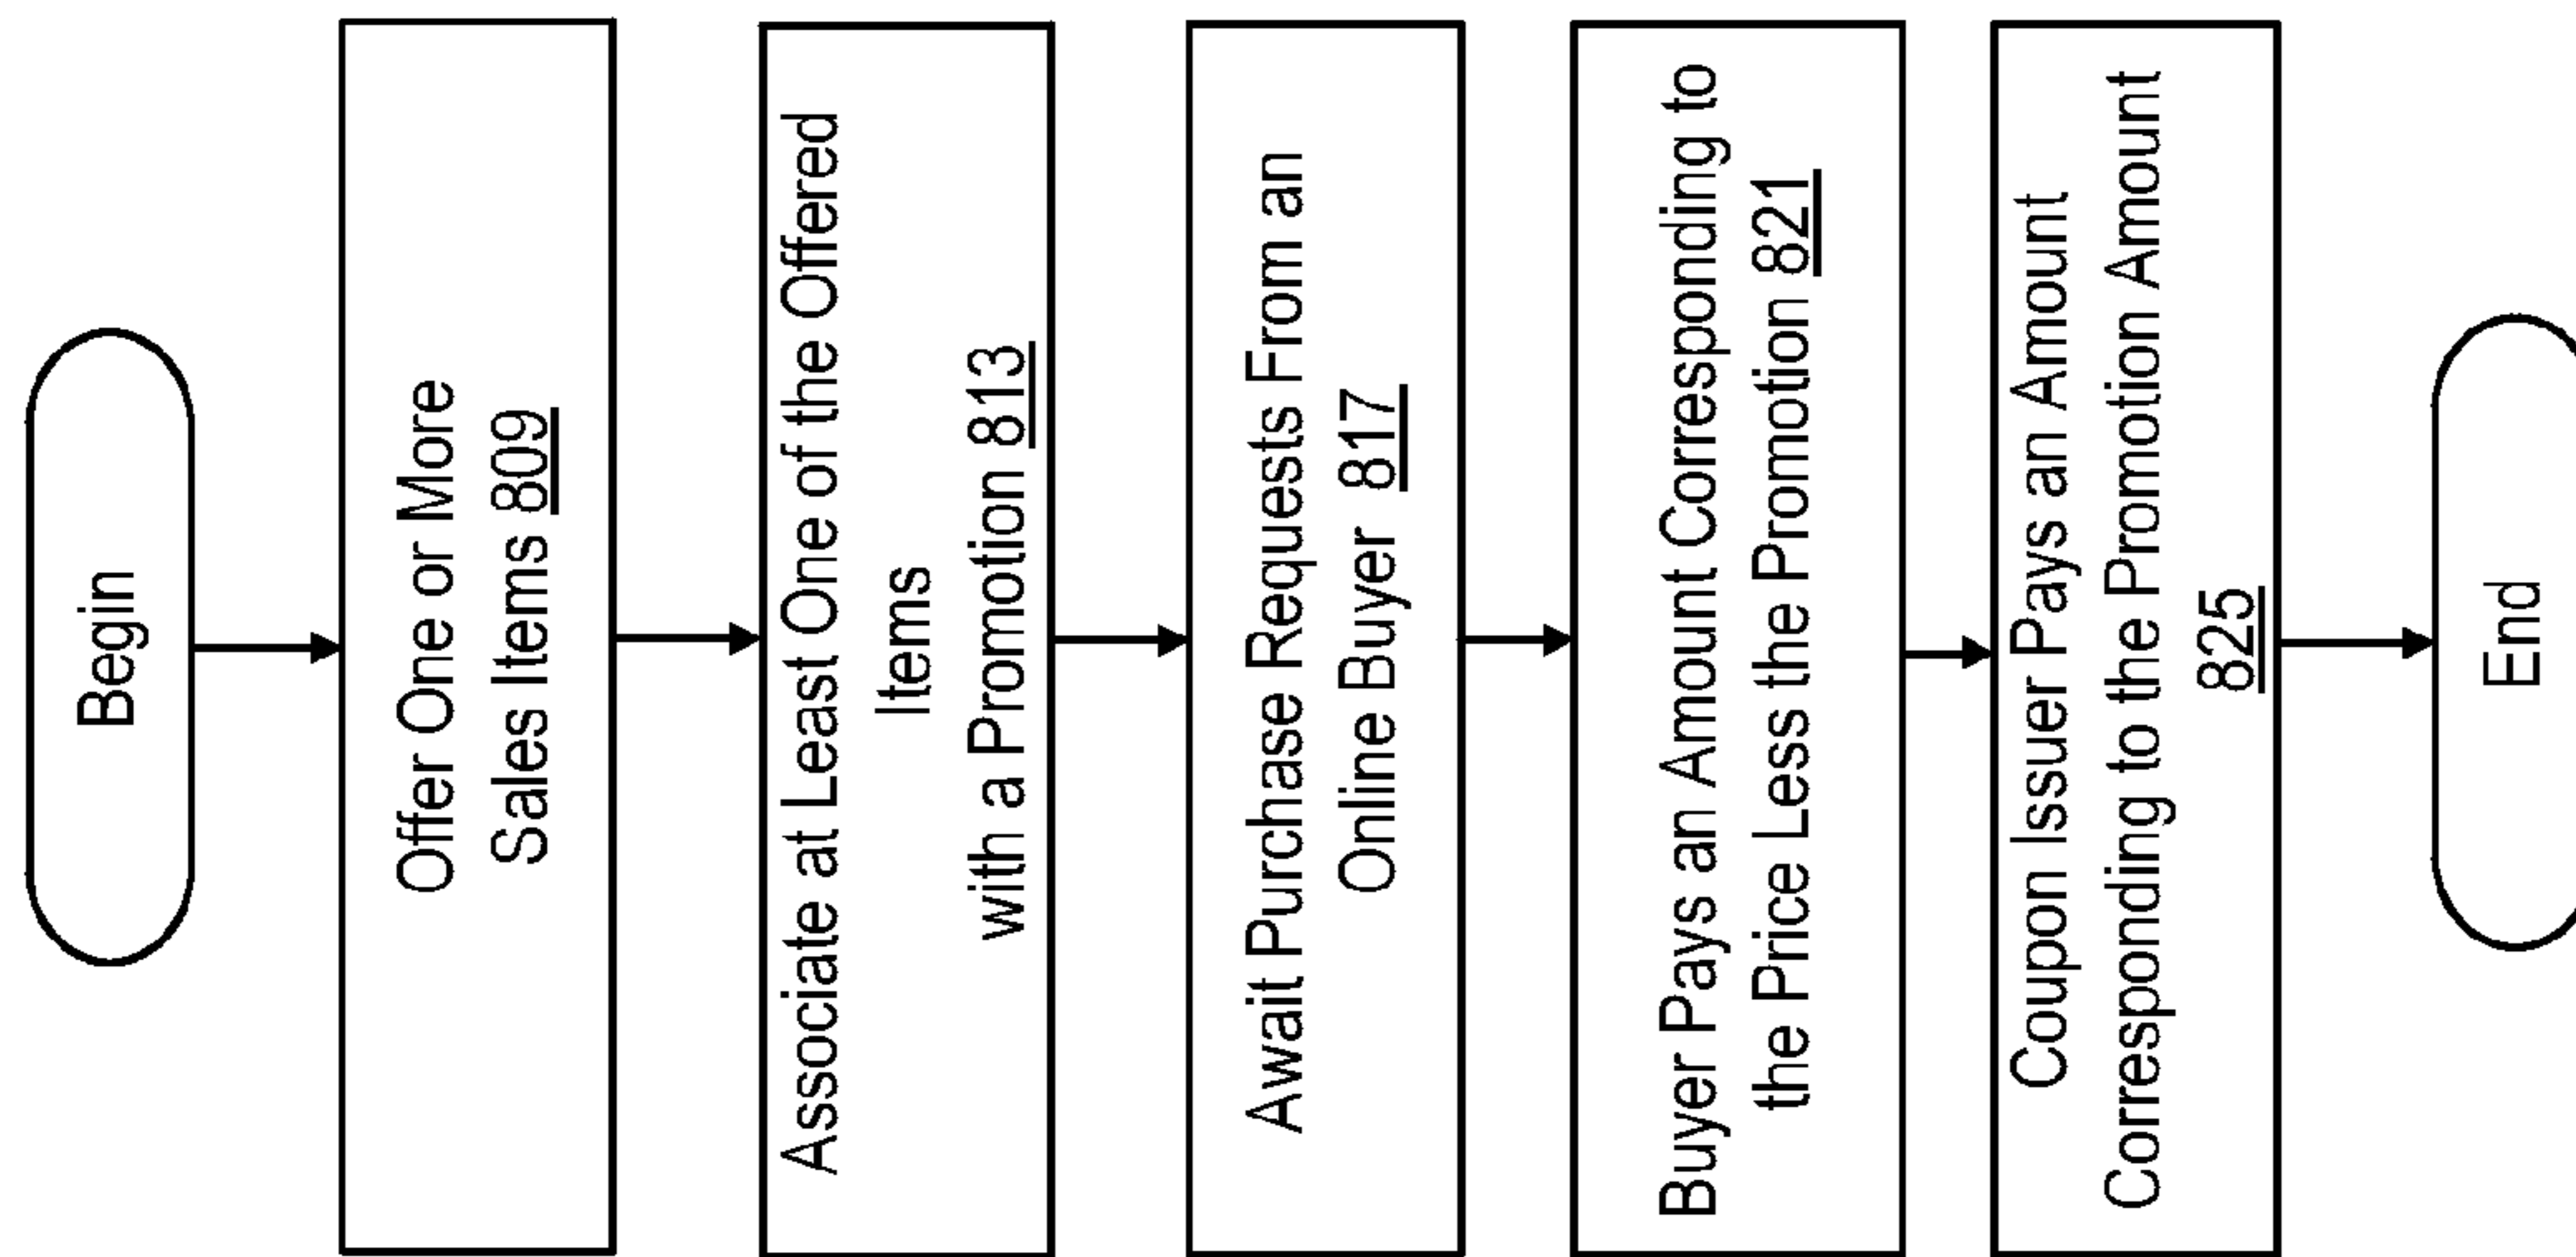 Begin
Offer One or More
Sales Items 809
Associate at Least One of the Offered
Items
with a Promotion 813
Await Purchase Requests From an
Online Buyer 817
Buyer Pays an Amount Corresponding to
the Price Less the Promotion 821
Coupon Issuer Pays an Amount
Corresponding to the Promotion Amount
825
End